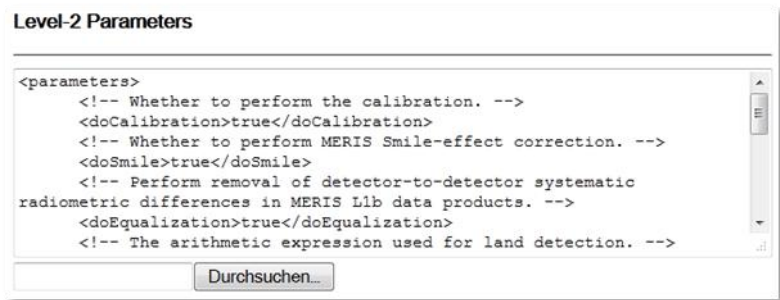 Level-2 Parameters
<parameters>
<!-- Whether to perform the calibration. -->
<doCalibration>true</doCalibration>
<!-- Whether to perform MERIS Smile-effect correction. -->
<doSmile>true</doSmile>
<!-- Perform removal of detector-to-detector systematic
radiometric differences in MERIS L1b data products. -->
<doEqualization>true</doEqualization>
<!-- The arithmetic expression used for land detection. -->
Durchsuchen...